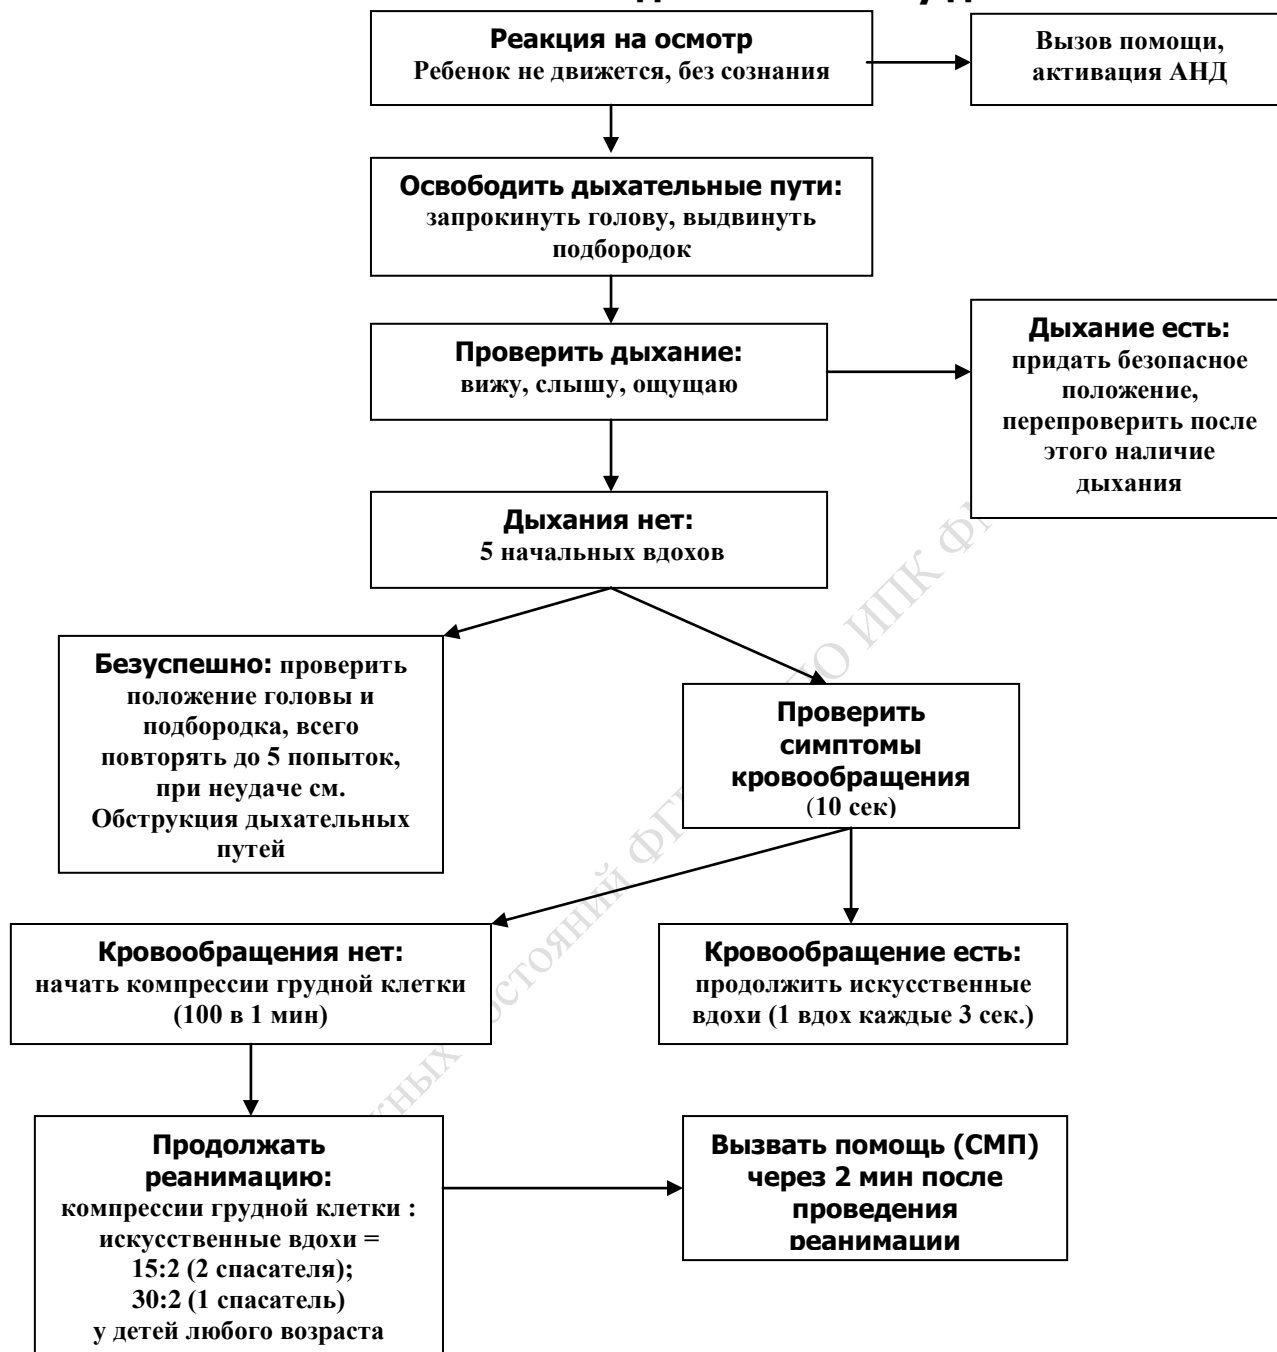 Реакция на осмотр
Ребенок не движется, без сознания
Вызов помощи,
активация АНД
Освободить дыхательные пути:
запрокинуть голову, выдвинуть
подбородок
Проверить дыхание:
вижу, слышу, ощущаю
Дыхание есть:
придать безопасное
положение,
перепроверить после
этого наличие
дыхания
Дыхания нет:
5 начальных вдохов
Безуспешно: проверить
положение головы и
подбородка, всего
повторять до 5 попыток,
при неудаче см.
Обструкция дыхательных
путей
Проверить
симптомы
кровообращения
(10 сек)
Кровообращения нет:
начать компрессии грудной клетки
(100 в 1 мин)
Кровообращение есть:
продолжить искусственные
вдохи (1 вдох каждые 3 сек.)
Продолжать
реанимацию:
компрессии грудной клетки :
искусственные вдохи =
15:2 (2 спасателя);
30:2 (1 спасатель)
у детей любого возраста
Вызвать помощь (СМП)
через 2 мин после
проведения
реанимации